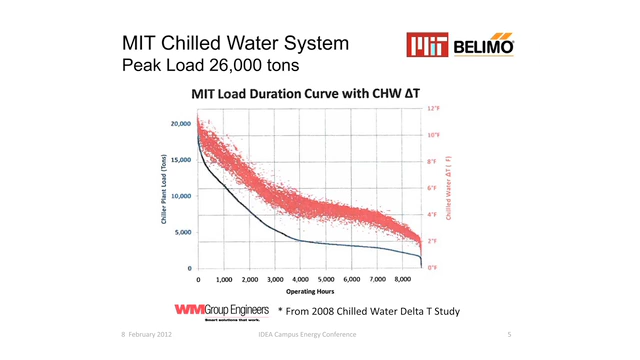 MIT Chilled Water System
Peak Load 26,000 tons
MIT
BELIMO
MIT Load Duration Curve with CHW ΔT
12°F
20,000
10°F
15,000
8°F
10,000
6°F
4°F
5,000
2°F
0
0°F
Chiller Plant Load (Tons)
Chilled Water ΔT ( F)
0 1,000 2,000 3,000 4,000 5,000 6,000 7,000 8,000
Operating Hours
WMGroup Engineers
Smart solutions that work.
* From 2008 Chilled Water Delta T Study
8 February 2012
IDEA Campus Energy Conference
5